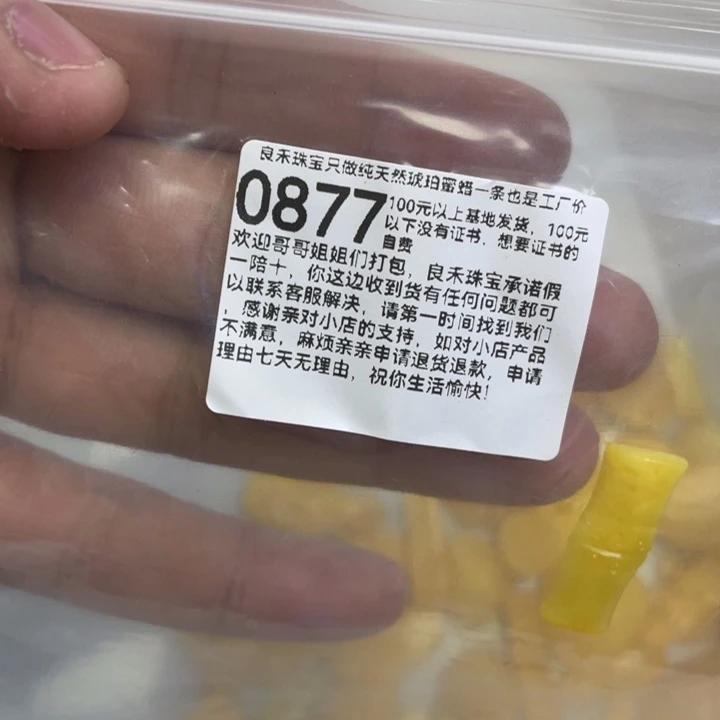 良禾珠宝只做纯天然琥珀蜜蜡一条也是工厂价
0877
100元以上基地发货,100元
以下没有证书.想要证书的
自费
欢迎哥哥姐姐们打包,良禾珠宝承诺假
一陪十,你这边收到货有任何问题都可
以联系客服解决,请第一时间找到我们
,感谢亲对小店的支持,如对小店产品
不满意,麻烦亲亲申请退货退款,申请
理由七天无理由,祝你生活愉快!